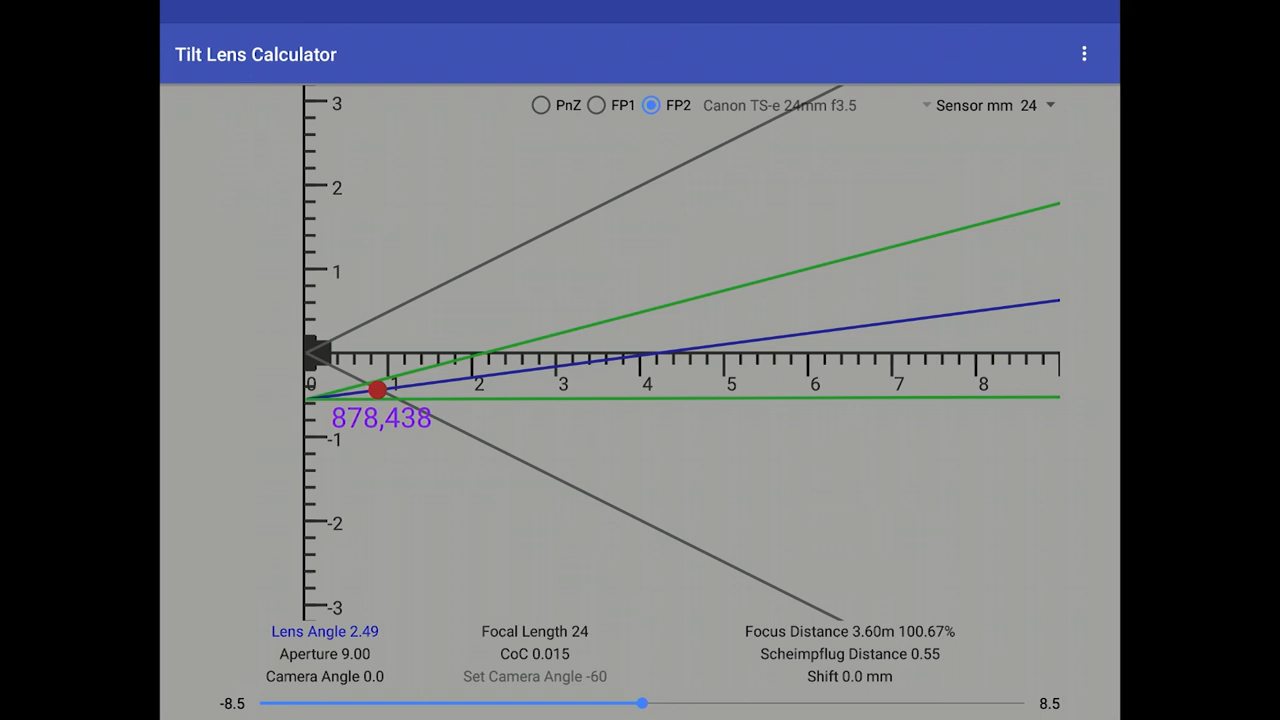 Tilt Lens Calculator
PnZ FP1 FP2 Canon TS-e 24mm f3.5 Sensor mm 24
3
2
1
0 1 2 3 4 5 6 7 8
878,438
-1
-2
-3
Lens Angle 2.49 Focal Length 24 Focus Distance 3.60m 100.67%
Aperture 9.00 CoC 0.015 Scheimpflug Distance 0.55
Camera Angle 0.0 Set Camera Angle -60 Shift 0.0 mm
-8.5 8.5